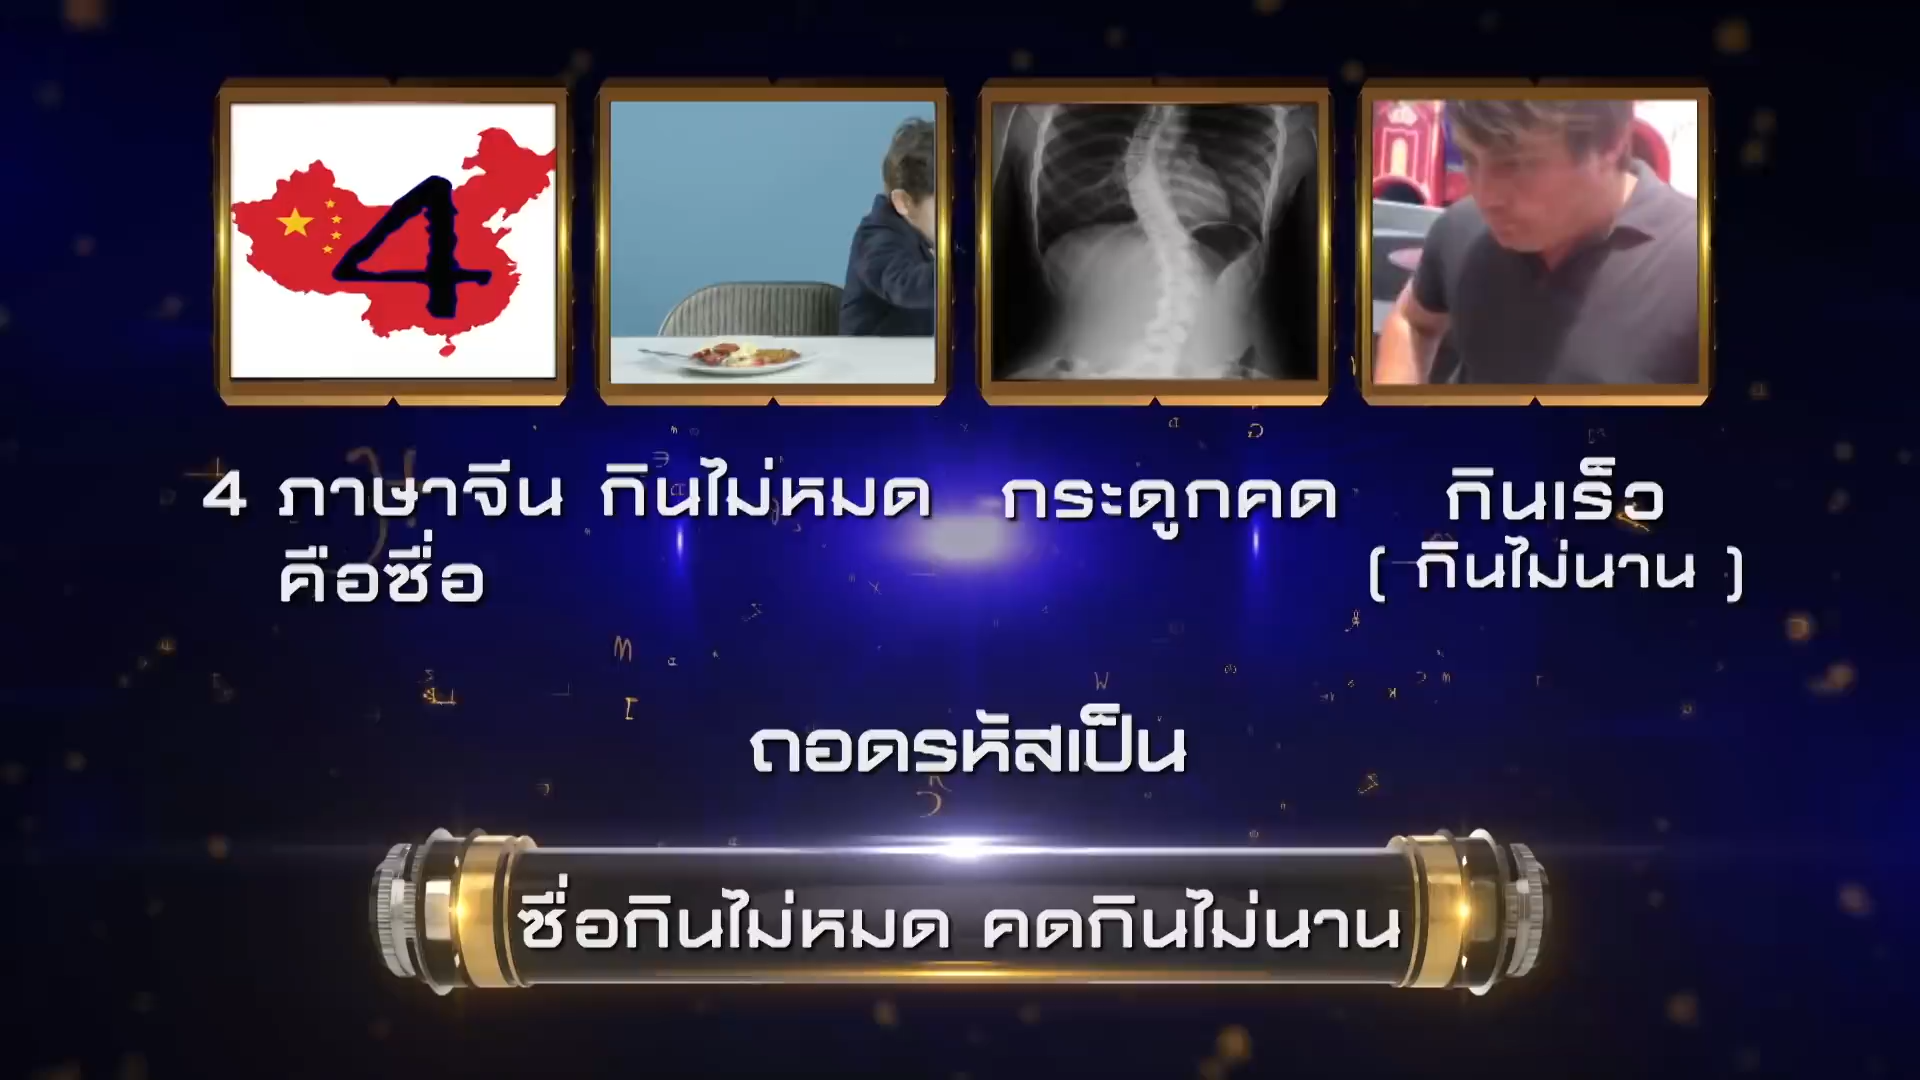 4
4 ภาษาจีน
คือซื่อ
กินไม่หมด
กระดูกคด
กินเร็ว
( กินไม่นาน )
ถอดรหัสเป็น
ซื่อกินไม่หมด คดกินไม่นาน